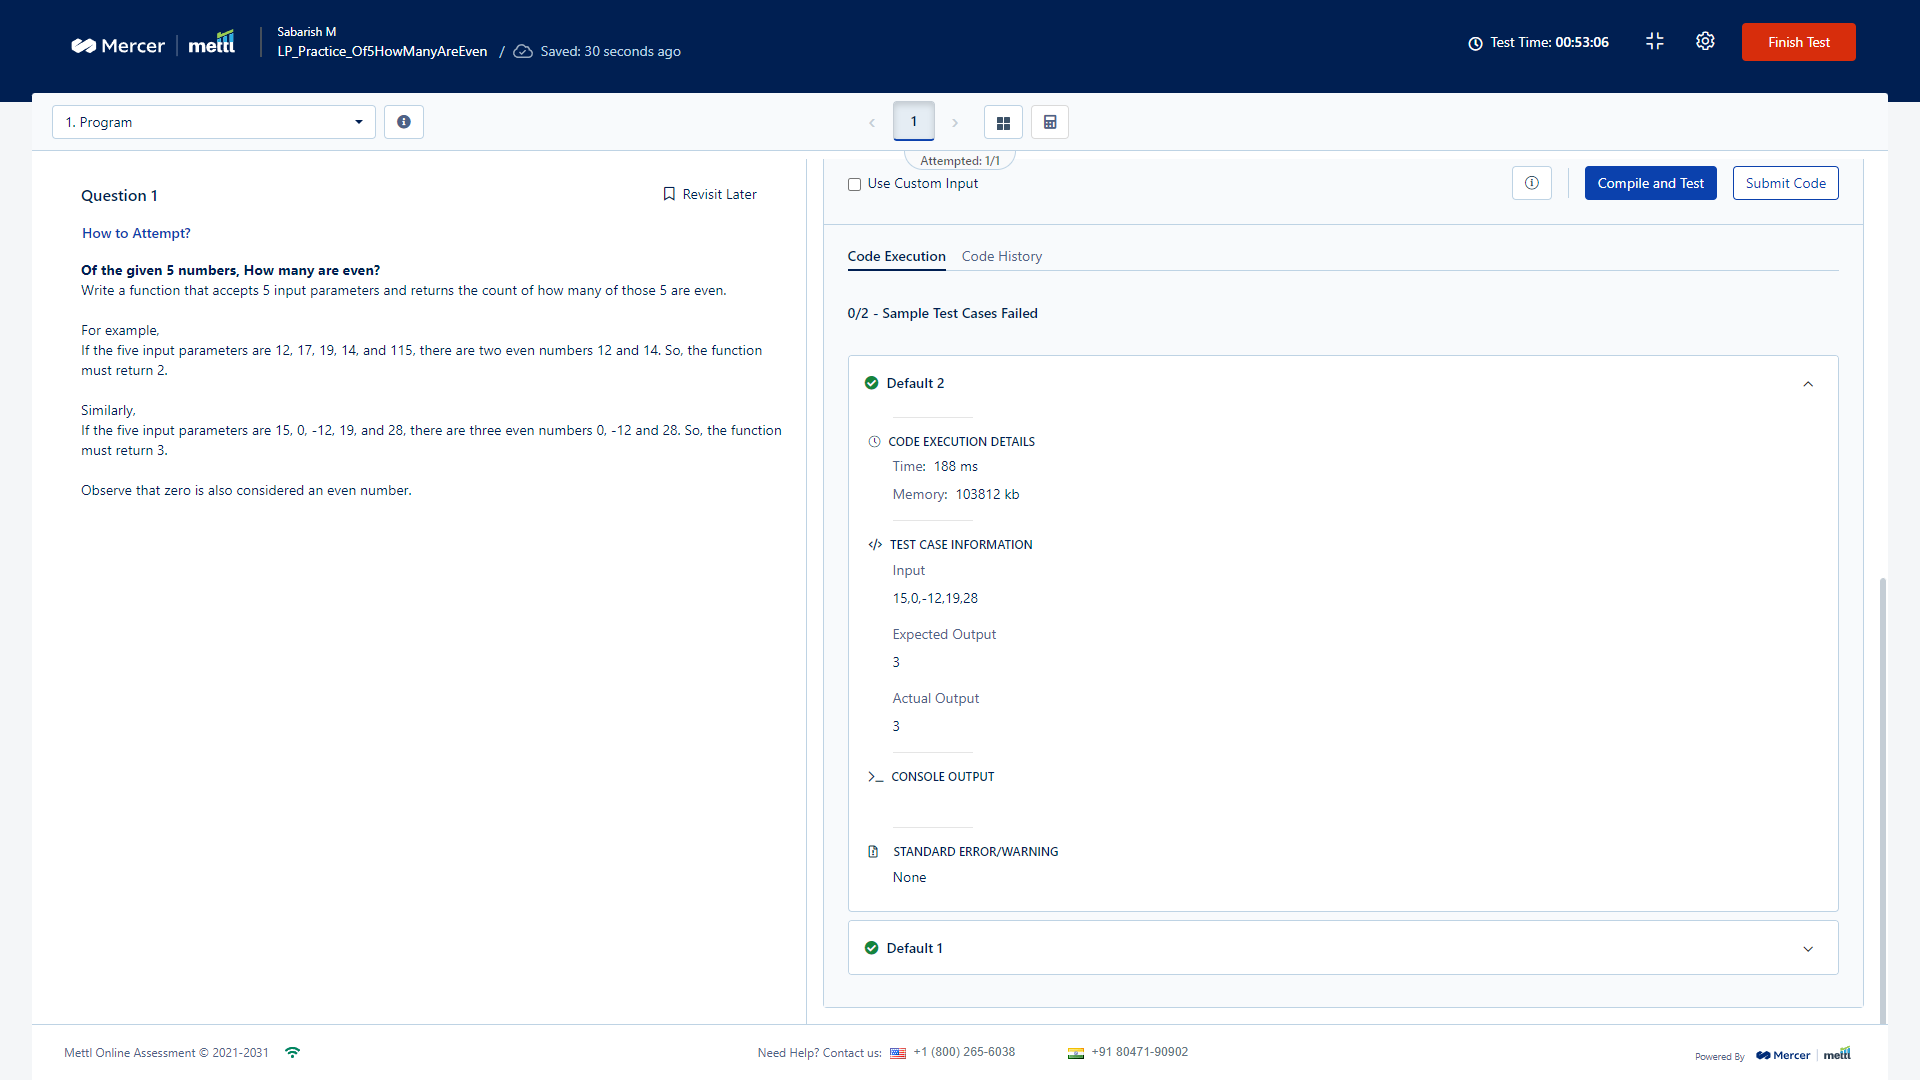 Mercer | mettl
Sabarish M
LP_Practice_Of5HowManyAreEven / Saved: 30 seconds ago
Test Time: 00:53:06
Finish Test
1. Program
1
Attempted: 1/1
Question 1
Revisit Later
How to Attempt?
Of the given 5 numbers, How many are even?
Write a function that accepts 5 input parameters and returns the count of how many of those 5 are even.
For example,
If the five input parameters are 12, 17, 19, 14, and 115, there are two even numbers 12 and 14. So, the function
must return 2.
Similarly,
If the five input parameters are 15, 0, -12, 19, and 28, there are three even numbers 0, -12 and 28. So, the function
must return 3.
Observe that zero is also considered an even number.
Use Custom Input
Compile and Test
Submit Code
Code Execution
Code History
0/2 - Sample Test Cases Failed
Default 2
CODE EXECUTION DETAILS
Time: 188 ms
Memory: 103812 kb
</> TEST CASE INFORMATION
Input
15,0,-12,19,28
Expected Output
3
Actual Output
3
CONSOLE OUTPUT
STANDARD ERROR/WARNING
None
Default 1
Mettl Online Assessment © 2021-2031
Need Help? Contact us: +1 (800) 265-6038
+91 80471-90902
Powered By Mercer | mettl